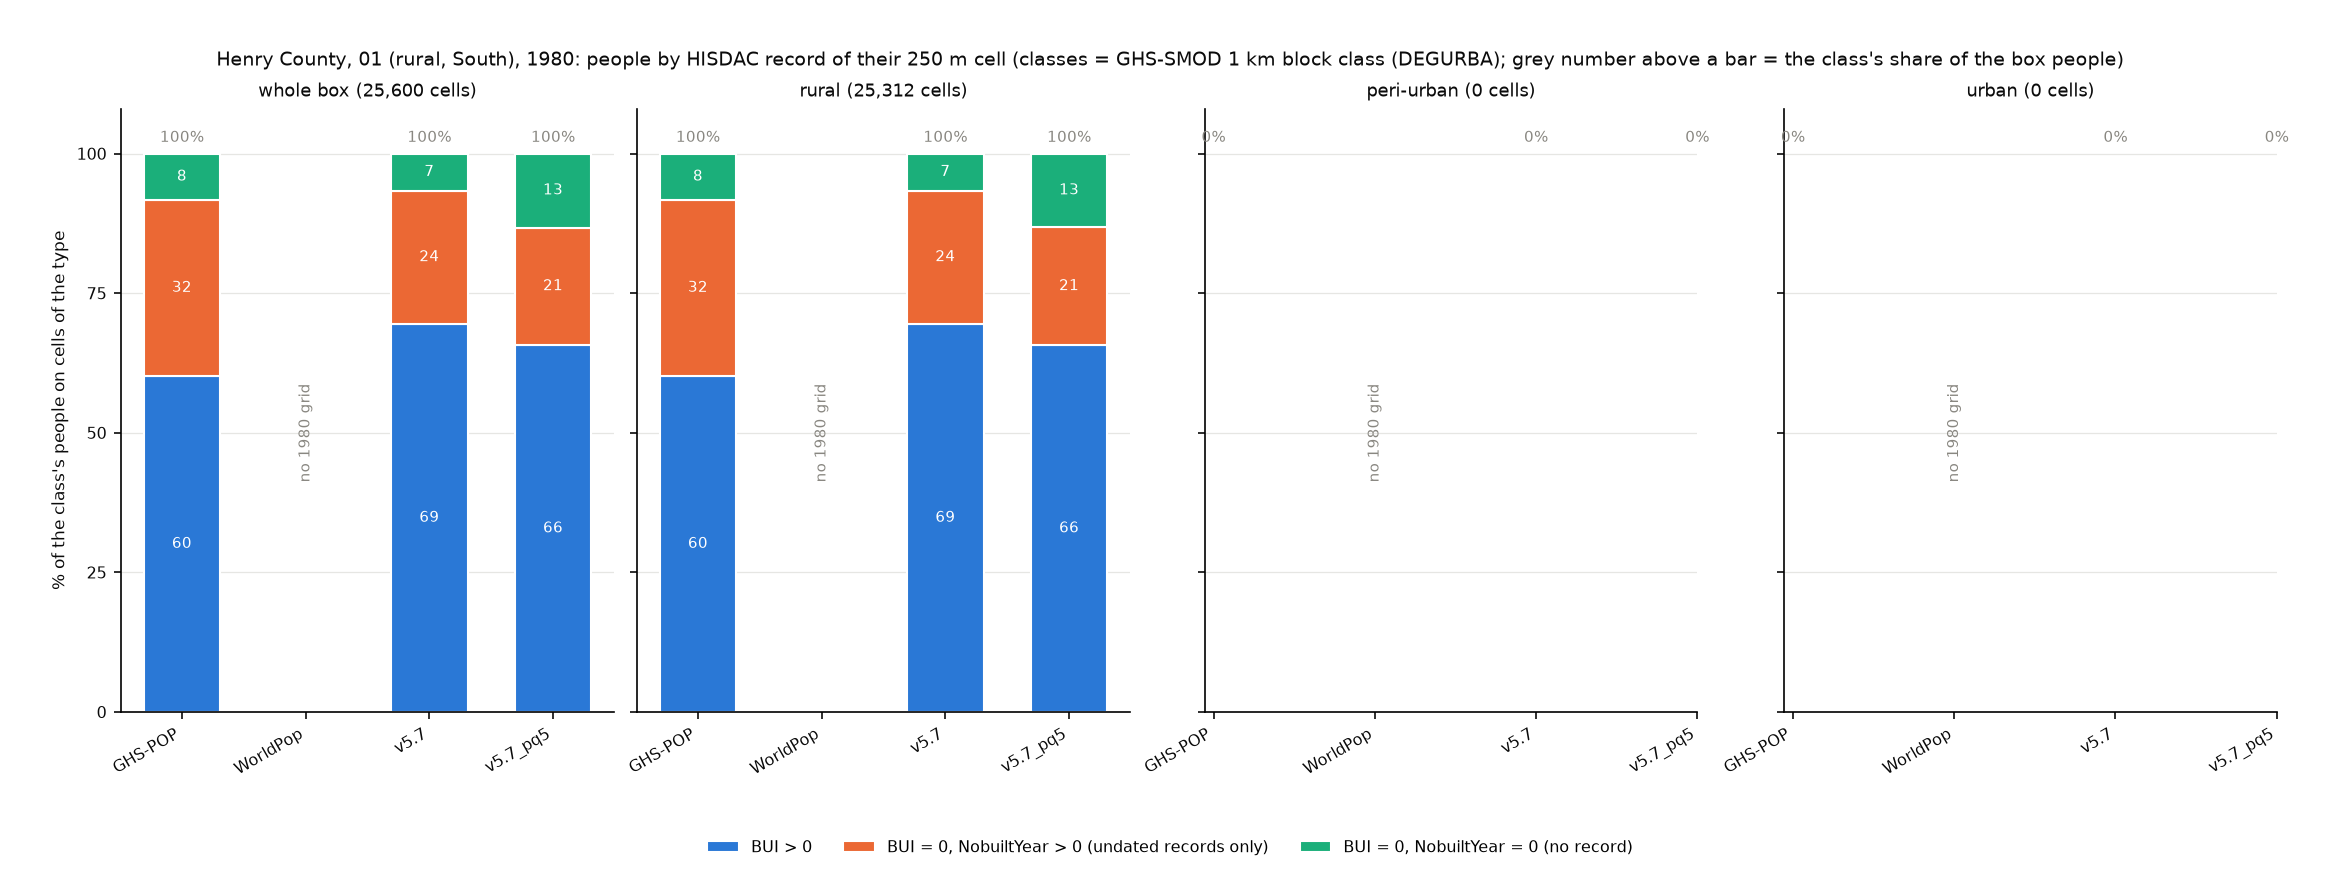 Henry County, 01 (rural, South), 1980: people by HISDAC record of their 250 m cell (classes = GHS-SMOD 1 km block class (DEGURBA); grey number above a bar = the class's share of the box people)
whole box (25,600 cells)
rural (25,312 cells)
peri-urban (0 cells)
urban (0 cells)
% of the class's people on cells of the type
100
75
50
25
0
100%
100%
100%
8
32
60
no 1980 grid
7
24
69
13
21
66
GHS-POP
WorldPop
v5.7
v5.7_pq5
100%
100%
100%
8
32
60
no 1980 grid
7
24
69
13
21
66
GHS-POP
WorldPop
v5.7
v5.7_pq5
0%
0%
0%
no 1980 grid
GHS-POP
WorldPop
v5.7
v5.7_pq5
0%
0%
0%
no 1980 grid
GHS-POP
WorldPop
v5.7
v5.7_pq5
BUI > 0
BUI = 0, NobuiltYear > 0 (undated records only)
BUI = 0, NobuiltYear = 0 (no record)